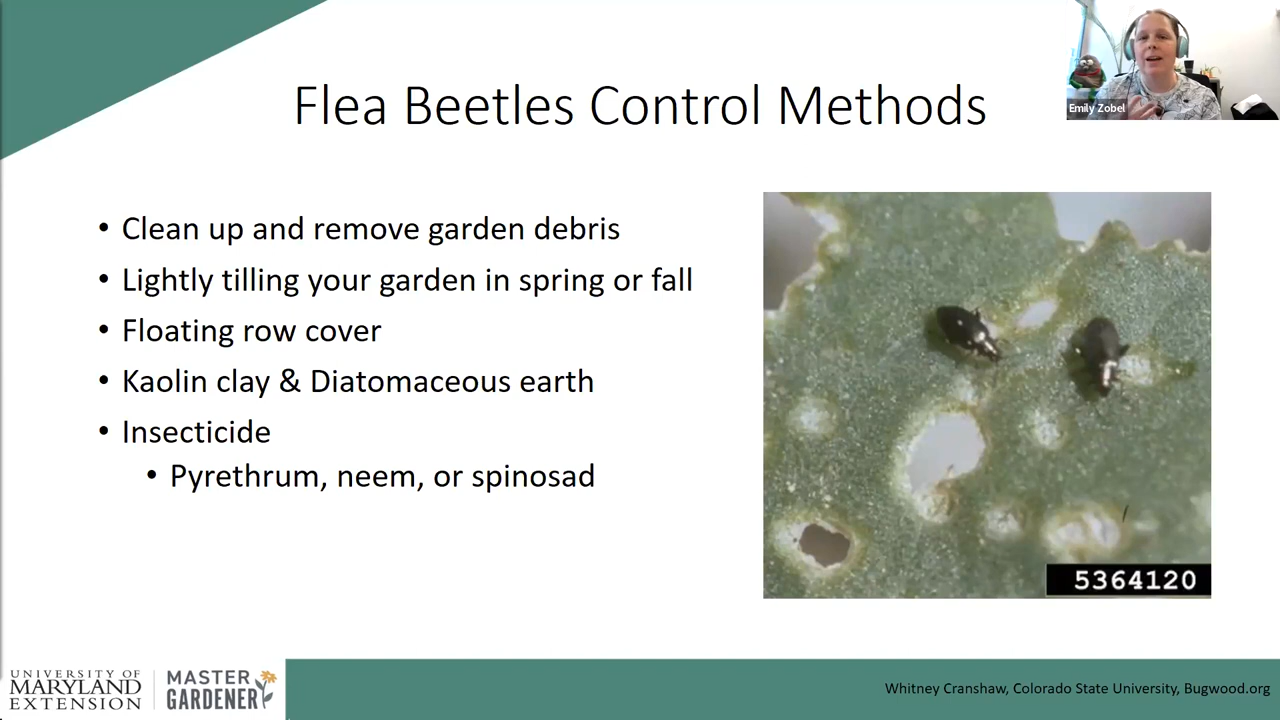 Flea Beetles Control Methods
Emily Zobel
• Clean up and remove garden debris
• Lightly tilling your garden in spring or fall
• Floating row cover
• Kaolin clay & Diatomaceous earth
• Insecticide
• Pyrethrum, neem, or spinosad
5364120
UNIVERSITY OF
MARYLAND
EXTENSION
MASTER
GARDENER
Whitney Cranshaw, Colorado State University, Bugwood.org